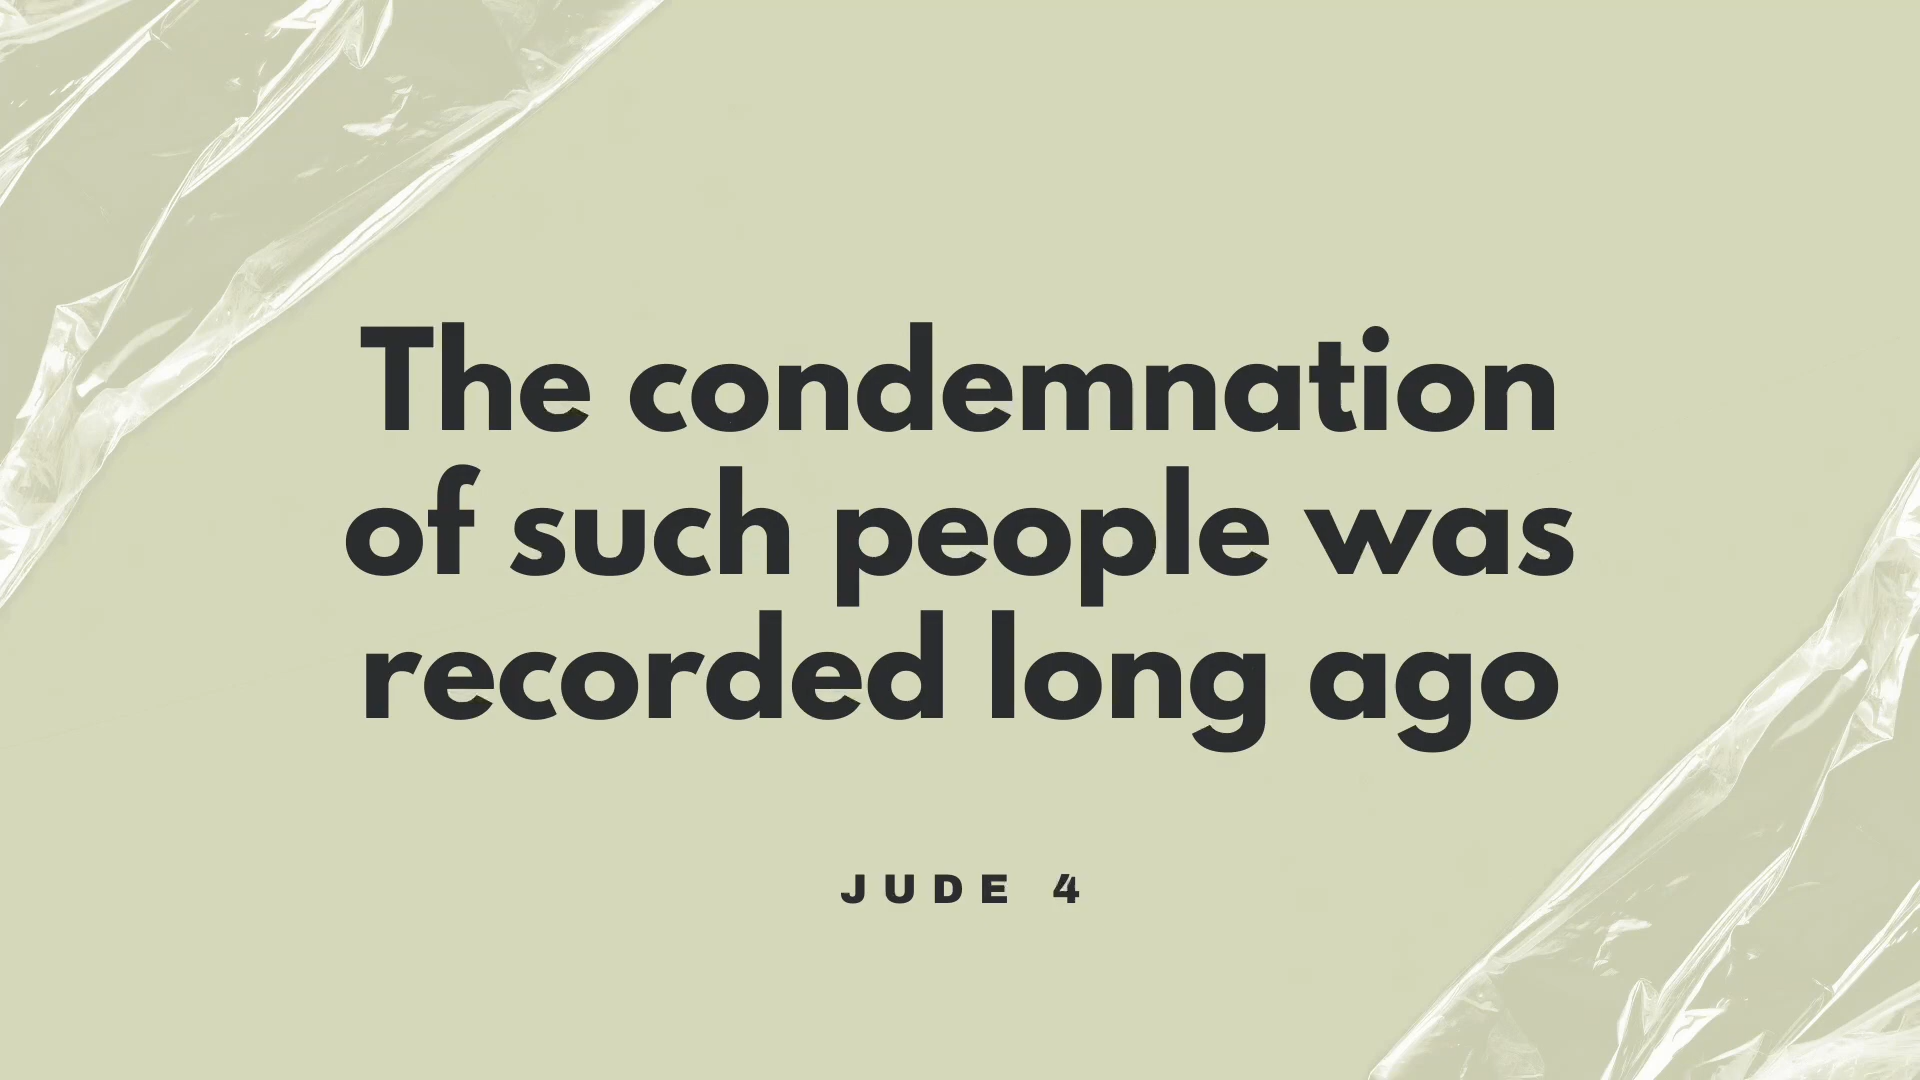 The condemnation
of such people was
recorded long ago
JUDE 4